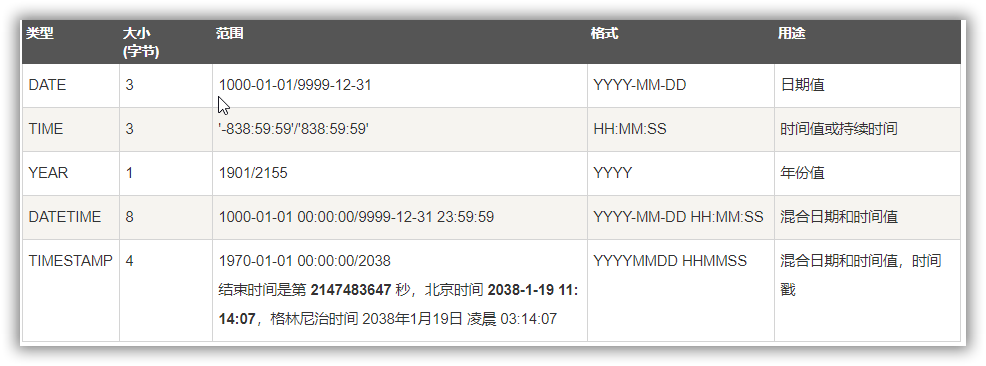 类型 大小 范围 格式 用途
(字节)
DATE 3 1000-01-01/9999-12-31 YYYY-MM-DD 日期值
TIME 3 '-838:59:59'/'838:59:59' HH:MM:SS 时间值或持续时间
YEAR 1 1901/2155 YYYY 年份值
DATETIME 8 1000-01-01 00:00:00/9999-12-31 23:59:59 YYYY-MM-DD HH:MM:SS 混合日期和时间值
TIMESTAMP 4 1970-01-01 00:00:00/2038 YYYYMMDD HHMMSS 混合日期和时间值，时间
结束时间是第 2147483647 秒，北京时间 2038-1-19 11: 戳
14:07，格林尼治时间 2038年1月19日 凌晨 03:14:07